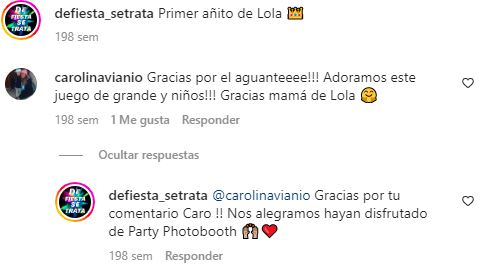 defiesta_setrata Primer añito de Lola 👑
198 sem
carolinavianio Gracias por el aguanteeee!!! Adoramos este
juego de grande y niños!!! Gracias mamá de Lola 🤗
198 sem 1 Me gusta Responder
Ocultar respuestas
defiesta_setrata @carolinavianio Gracias por tu
comentario Caro !! Nos alegramos hayan disfrutado
de Party Photobooth 🙌🏽❤️
198 sem Responder
DE
FIESTA
SE
TRATA
DE
FIESTA
SE
TRATA